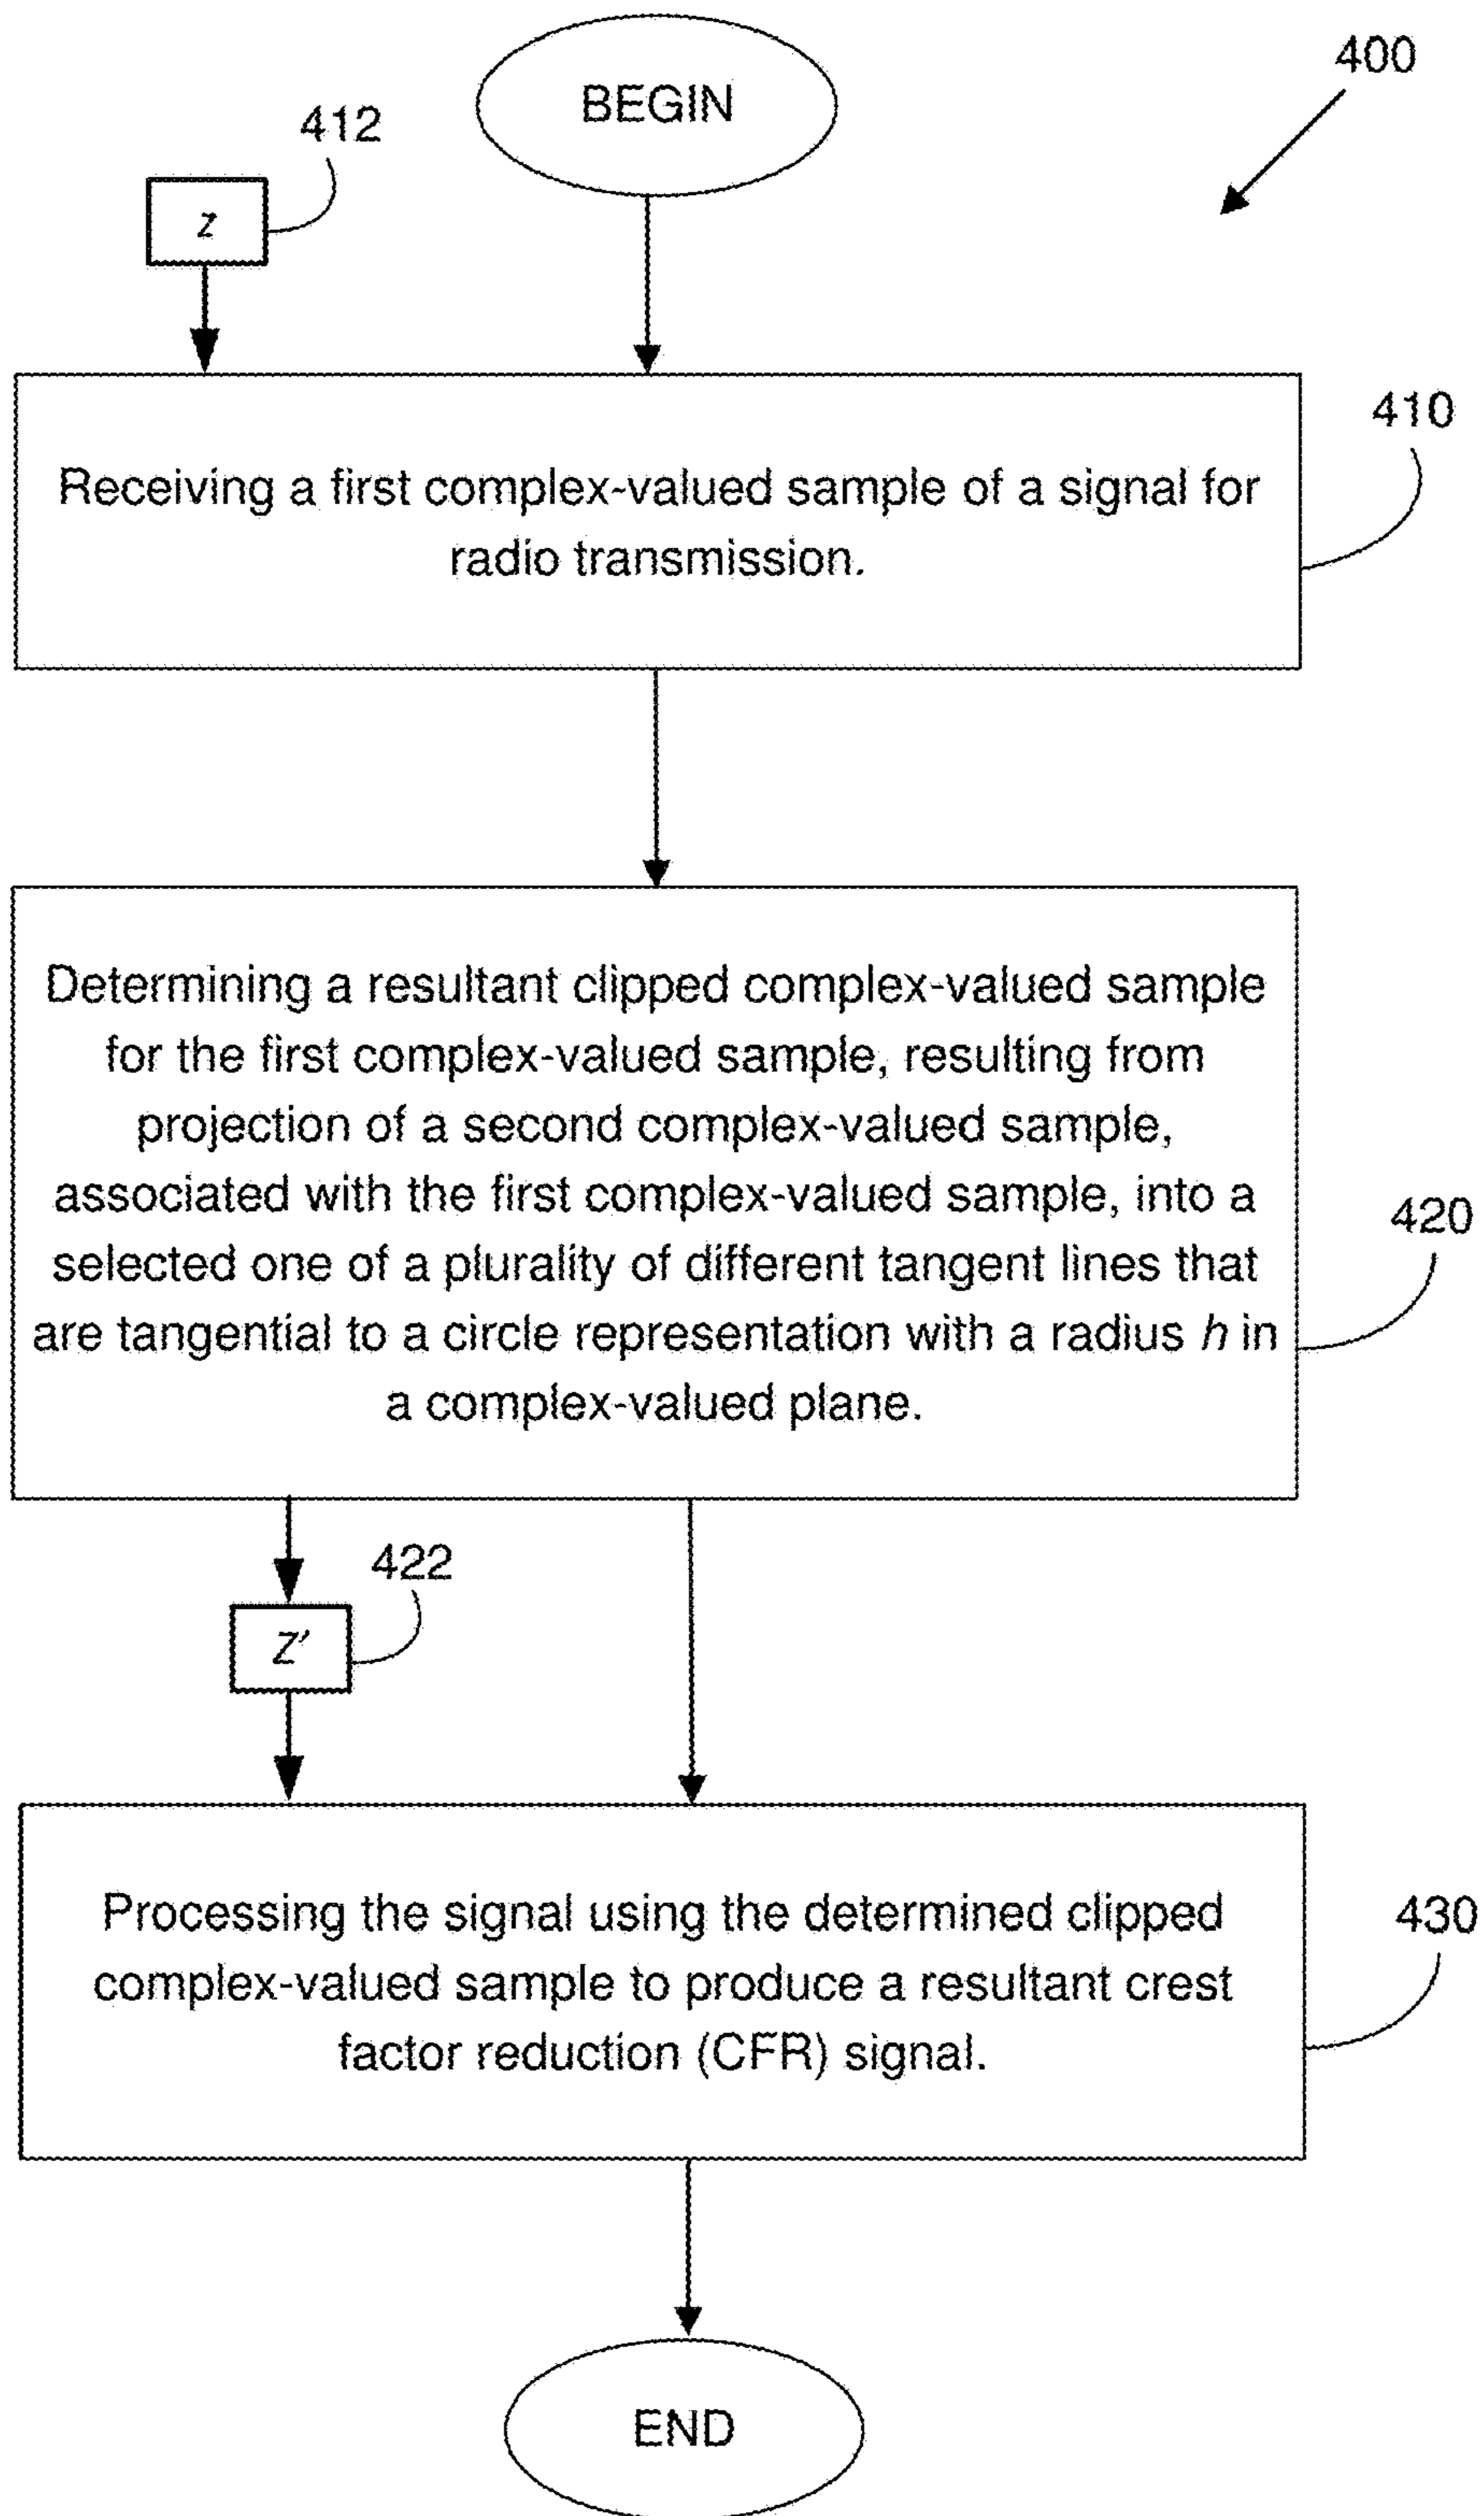 BEGIN
400
412
z
410
Receiving a first complex-valued sample of a signal for
radio transmission.
Determining a resultant clipped complex-valued sample
for the first complex-valued sample, resulting from
projection of a second complex-valued sample,
associated with the first complex-valued sample, into a
selected one of a plurality of different tangent lines that
are tangential to a circle representation with a radius h in
a complex-valued plane.
420
422
Z'
Processing the signal using the determined clipped
complex-valued sample to produce a resultant crest
factor reduction (CFR) signal.
430
END